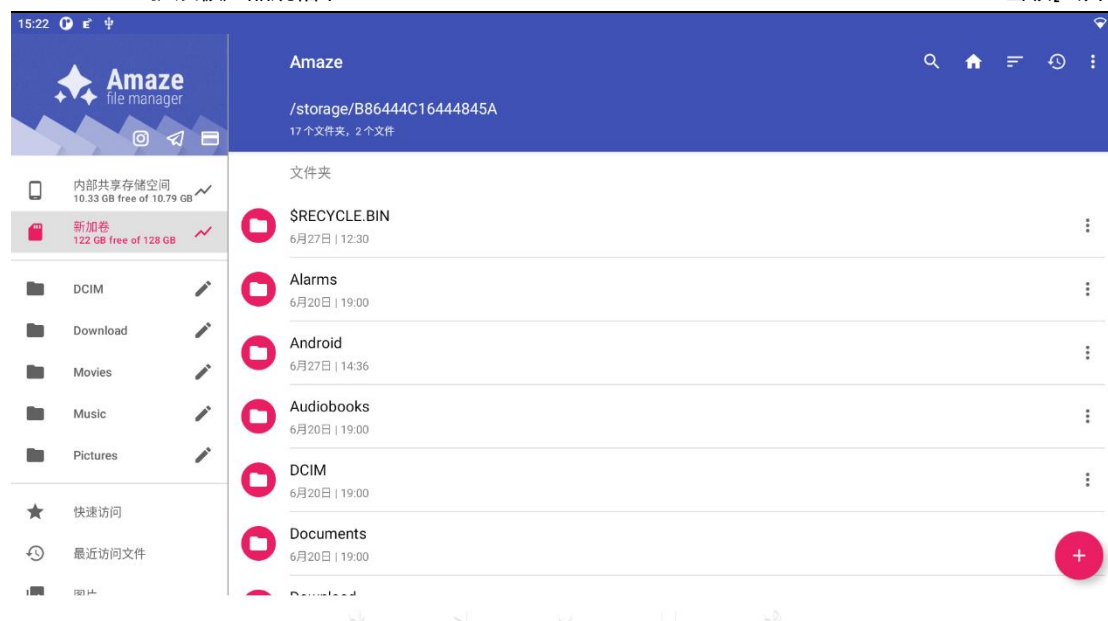 15:22
Amaze
file manager
内部共享存储空间
10.33 GB free of 10.79 GB
新加卷
122 GB free of 128 GB
DCIM
Download
Movies
Music
Pictures
快速访问
最近访问文件
图片
Amaze
/storage/B86444C16444845A
17个文件夹，2个文件
文件夹
$RECYCLE.BIN
6月27日 | 12:30
Alarms
6月20日 | 19:00
Android
6月27日 | 14:36
Audiobooks
6月20日 | 19:00
DCIM
6月20日 | 19:00
Documents
6月20日 | 19:00
Download